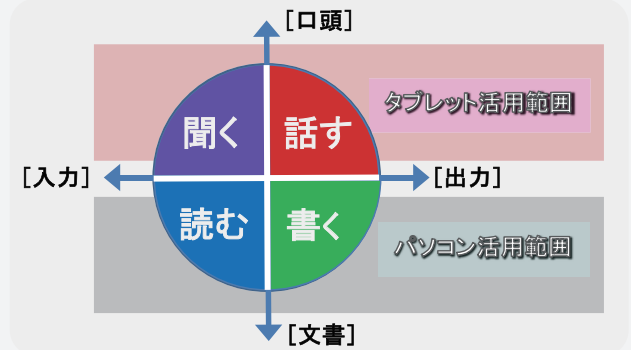 [口頭]
タブレット活用範囲
聞く
話す
[入力]
[出力]
読む
書く
パソコン活用範囲
[文書]